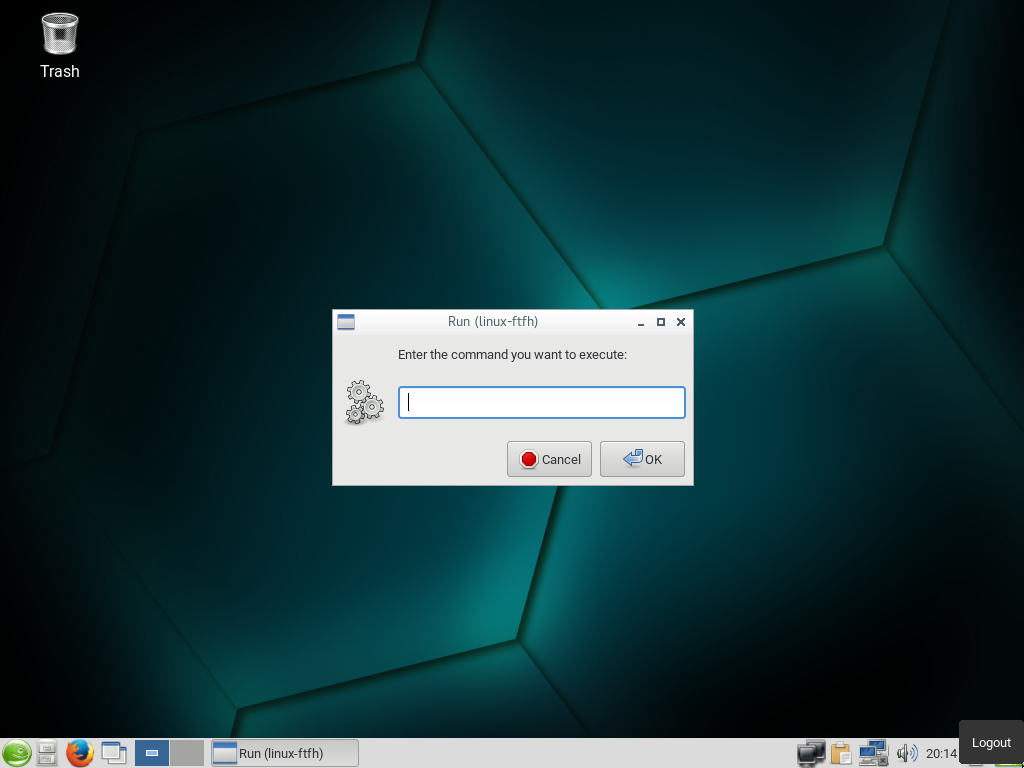 Trash
Run (linux-ftfh)
Enter the command you want to execute:
Cancel
OK
Run (linux-ftfh)
20:14
Logout